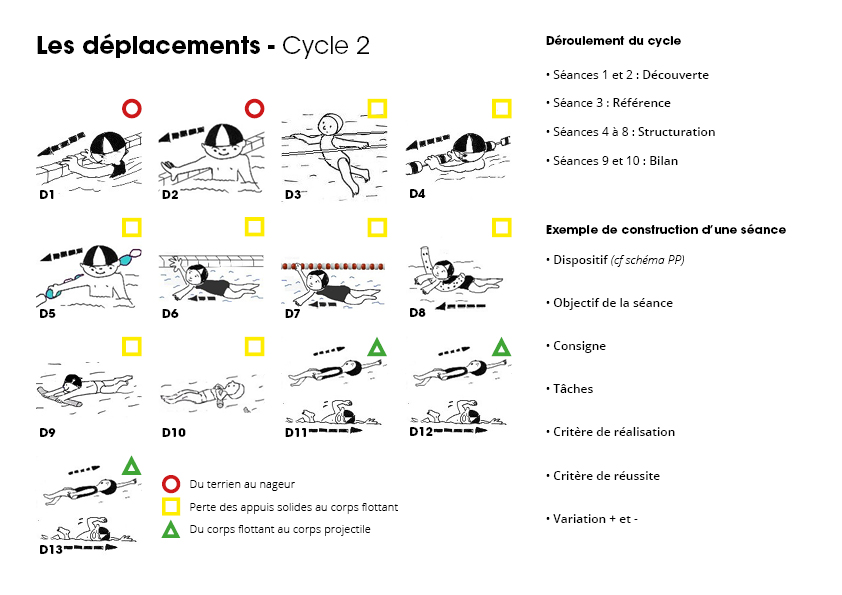 Les déplacements - Cycle 2
D1
D2
D3
D4
D5
D6
D7
D8
D9
D10
D11
D12
D13
Du terrien au nageur
Perte des appuis solides au corps flottant
Du corps flottant au corps projectile
Déroulement du cycle
• Séances 1 et 2 : Découverte
• Séance 3 : Référence
• Séances 4 à 8 : Structuration
• Séances 9 et 10 : Bilan
Exemple de construction d'une séance
• Dispositif (cf schéma PP)
• Objectif de la séance
• Consigne
• Tâches
• Critère de réalisation
• Critère de réussite
• Variation + et -